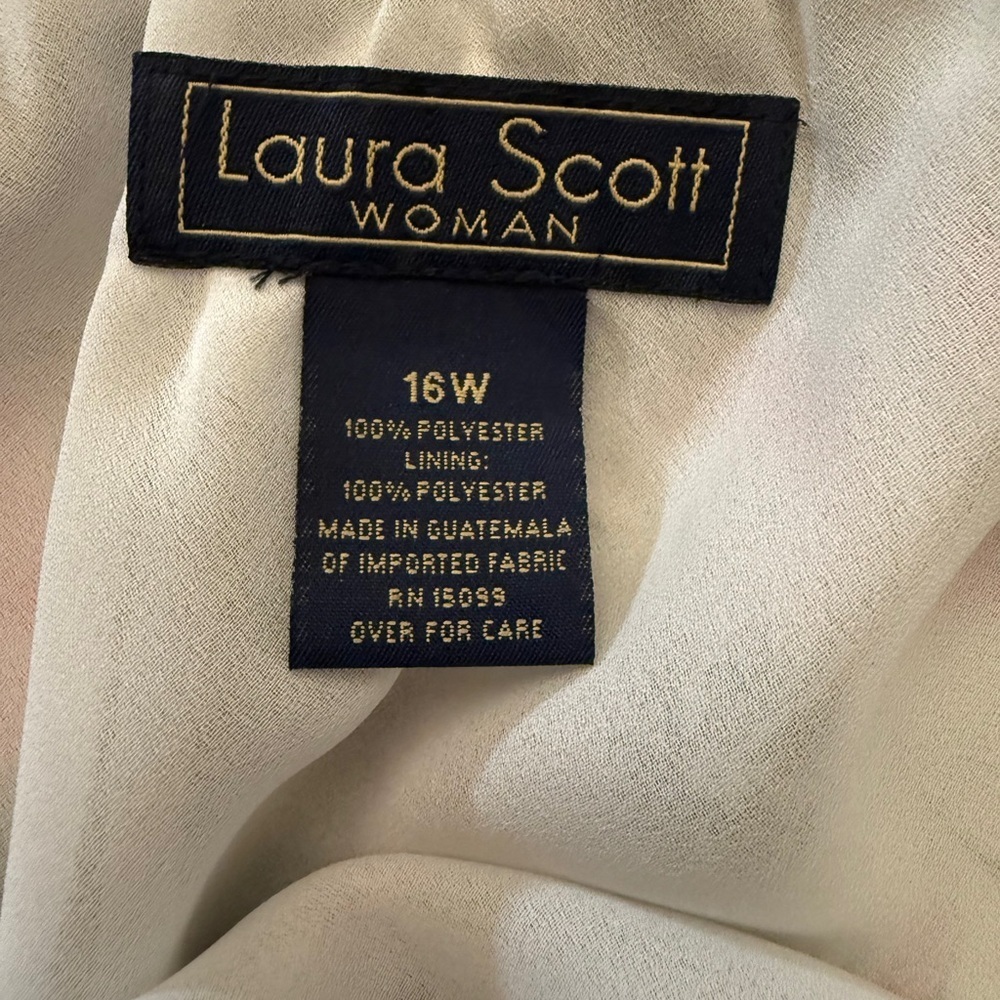 Laura Scott
WOMAN
16W
100% POLYESTER
LINING:
100% POLYESTER
MADE IN GUATEMALA
OF IMPORTED FABRIC
RN 15099
OVER FOR CARE